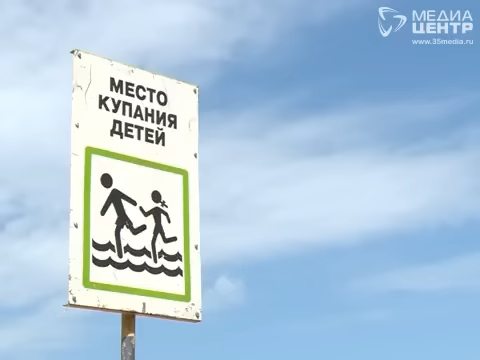 МЕДИА
ЦЕНТР
www.35media.ru
МЕСТО
КУПАНИЯ
ДЕТЕЙ